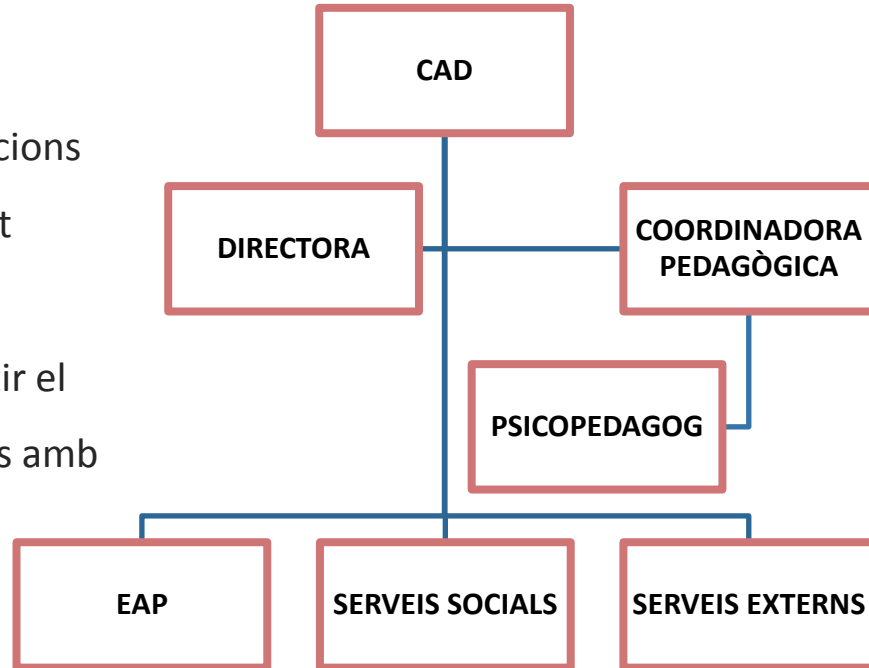 CAD
cions
t
DIRECTORA
COORDINADORA
PEDAGÒGICA
ir el
s amb
PSICOPEDAGOG
EAP
SERVEIS SOCIALS
SERVEIS EXTERNS